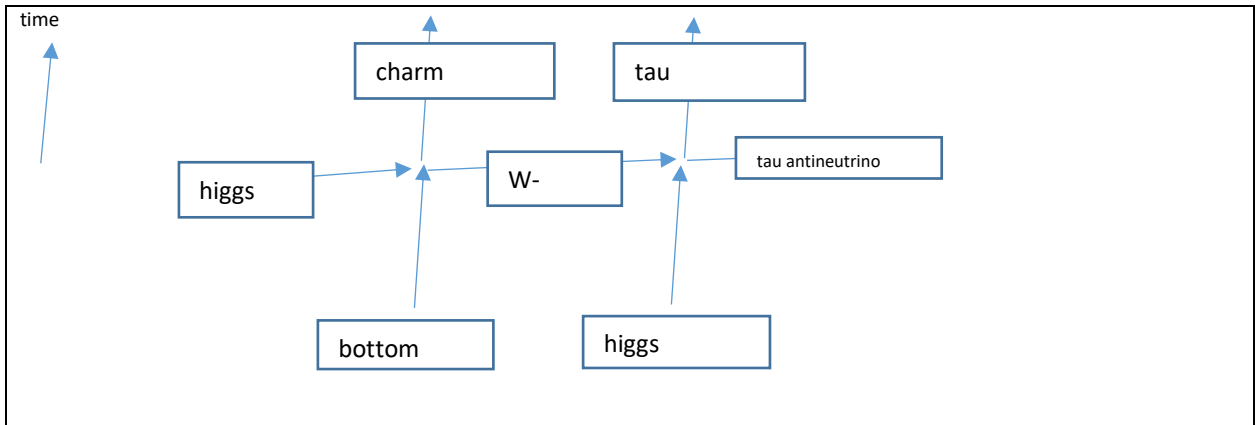 time
charm
tau
higgs
W-
tau antineutrino
bottom
higgs